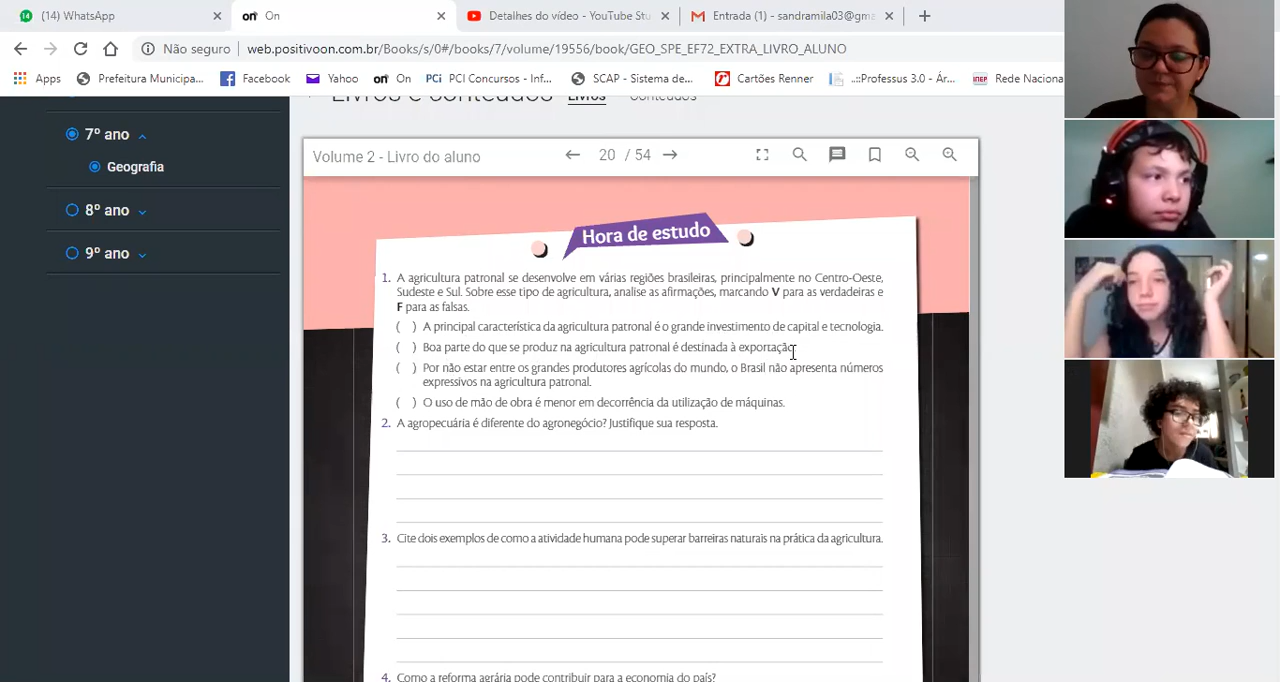 (14) WhatsApp
On
Detalhes do vídeo - YouTube Stu
Entrada (1) - sandramila03@gma
Não seguro
web.positivoon.com.br/Books/s/0#/books/7/volume/19556/book/GEO_SPE_EF72_EXTRA_LIVRO_ALUNO
Apps
Prefeitura Municipa...
Facebook
Yahoo
On
PCI Concursos - Inf...
SCAP - Sistema de...
Cartões Renner
..::Professus 3.0 - Ár...
Rede Naciona
Livros e conteúdos
Livros
Conteúdos
7º ano
Geografia
8º ano
9º ano
Volume 2 - Livro do aluno
20 / 54
Hora de estudo
1. A agricultura patronal se desenvolve em várias regiões brasileiras, principalmente no Centro-Oeste,
Sudeste e Sul. Sobre esse tipo de agricultura, analise as afirmações, marcando V para as verdadeiras e
F para as falsas.
( ) A principal característica da agricultura patronal é o grande investimento de capital e tecnologia.
( ) Boa parte do que se produz na agricultura patronal é destinada à exportação.
( ) Por não estar entre os grandes produtores agrícolas do mundo, o Brasil não apresenta números
expressivos na agricultura patronal.
( ) O uso de mão de obra é menor em decorrência da utilização de máquinas.
2. A agropecuária é diferente do agronegócio? Justifique sua resposta.
3. Cite dois exemplos de como a atividade humana pode superar barreiras naturais na prática da agricultura.
4. Como a reforma agrária pode contribuir para a economia do país?